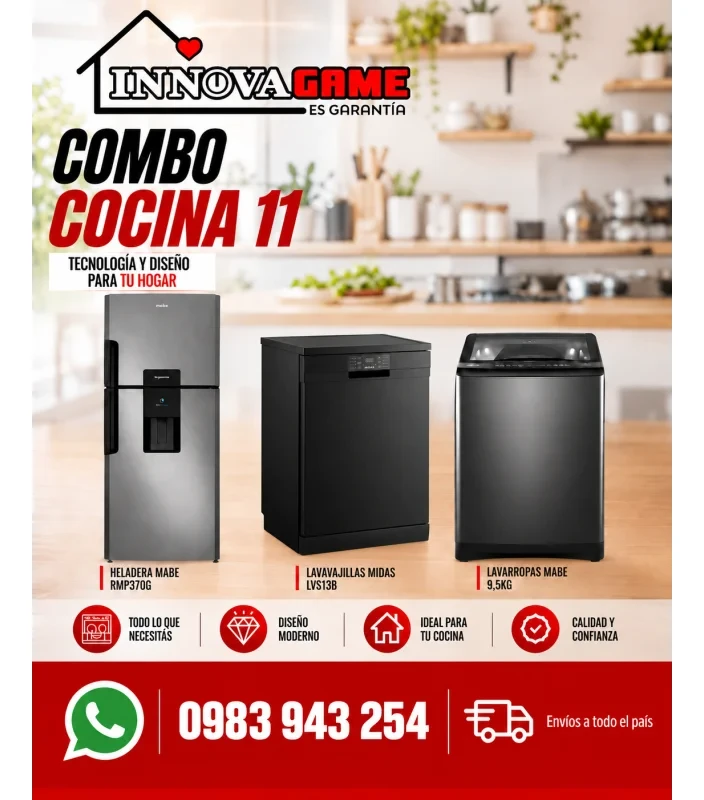 INNOVAGAME
ES GARANTÍA
COMBO
COCINA 11
TECNOLOGÍA Y DISEÑO
PARA TU HOGAR
mabe
HELADERA MABE
RMP370G
LAVAVAJILLAS MIDAS
LVS13B
LAVARROPAS MABE
9,5KG
TODO LO QUE
NECESITÁS
DISEÑO
MODERNO
IDEAL PARA
TU COCINA
CALIDAD Y
CONFIANZA
0983 943 254
Envíos a todo el país